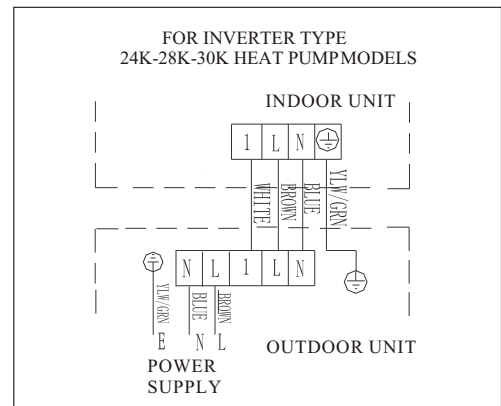 FOR INVERTER TYPE
24K-28K-30K HEAT PUMP MODELS
INDOOR UNIT
1 L N
WHITE BROWN BLUE YLW/GRN
N L 1 L N
YLW/GRN BLUE BROWN
E N L
POWER
SUPPLY
OUTDOOR UNIT